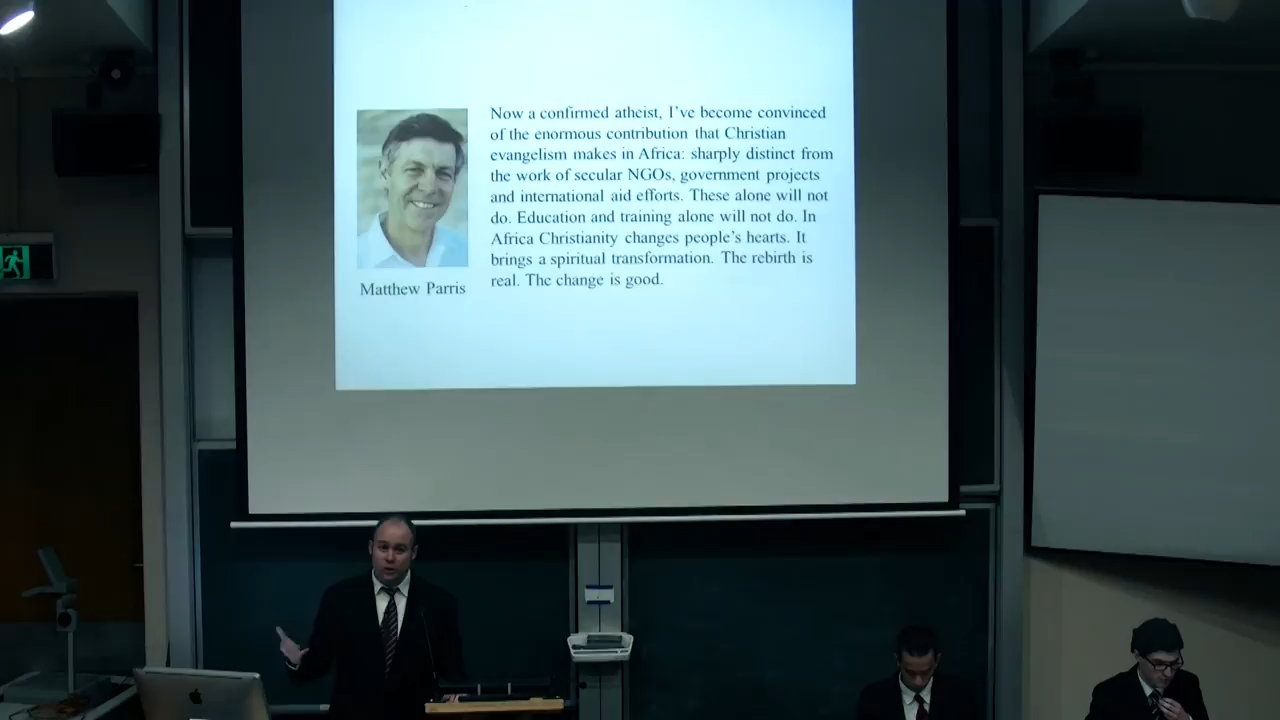 Now a confirmed atheist, I've become convinced
of the enormous contribution that Christian
evangelism makes in Africa: sharply distinct from
the work of secular NGOs, government projects
and international aid efforts. These alone will not
do. Education and training alone will not do. In
Africa Christianity changes people's hearts. It
brings a spiritual transformation. The rebirth is
real. The change is good.
Matthew Parris